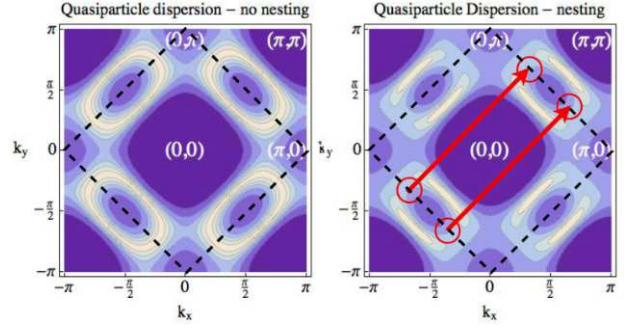 Quasiparticle dispersion – no nesting
π
π/2
0
-π/2
-π
k_y
(0,π)
(π,π)
(0,0)
(π,0)
-π
-π/2
0
π/2
π
k_x
Quasiparticle Dispersion – nesting
π
π/2
0
-π/2
-π
(0,π)
(π,π)
(0,0)
(π,0)
-π
-π/2
0
π/2
π
k_x